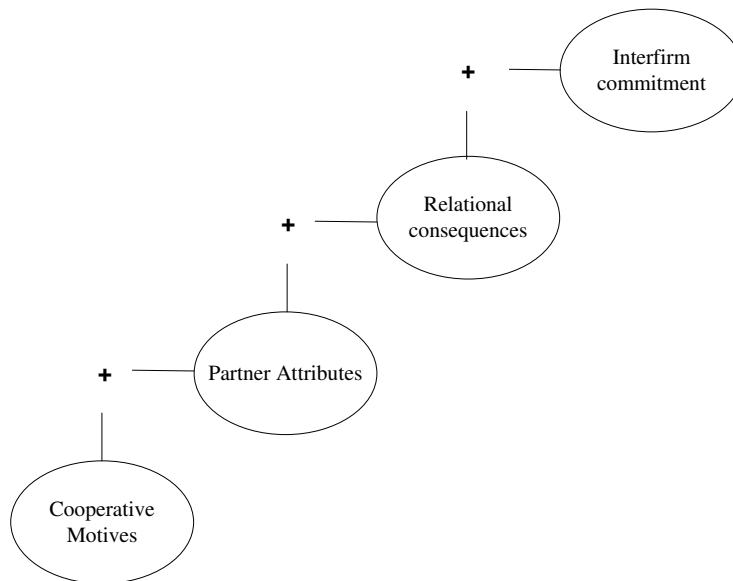 Interfirm
commitment
+
Relational
consequences
+
Partner Attributes
+
Cooperative
Motives